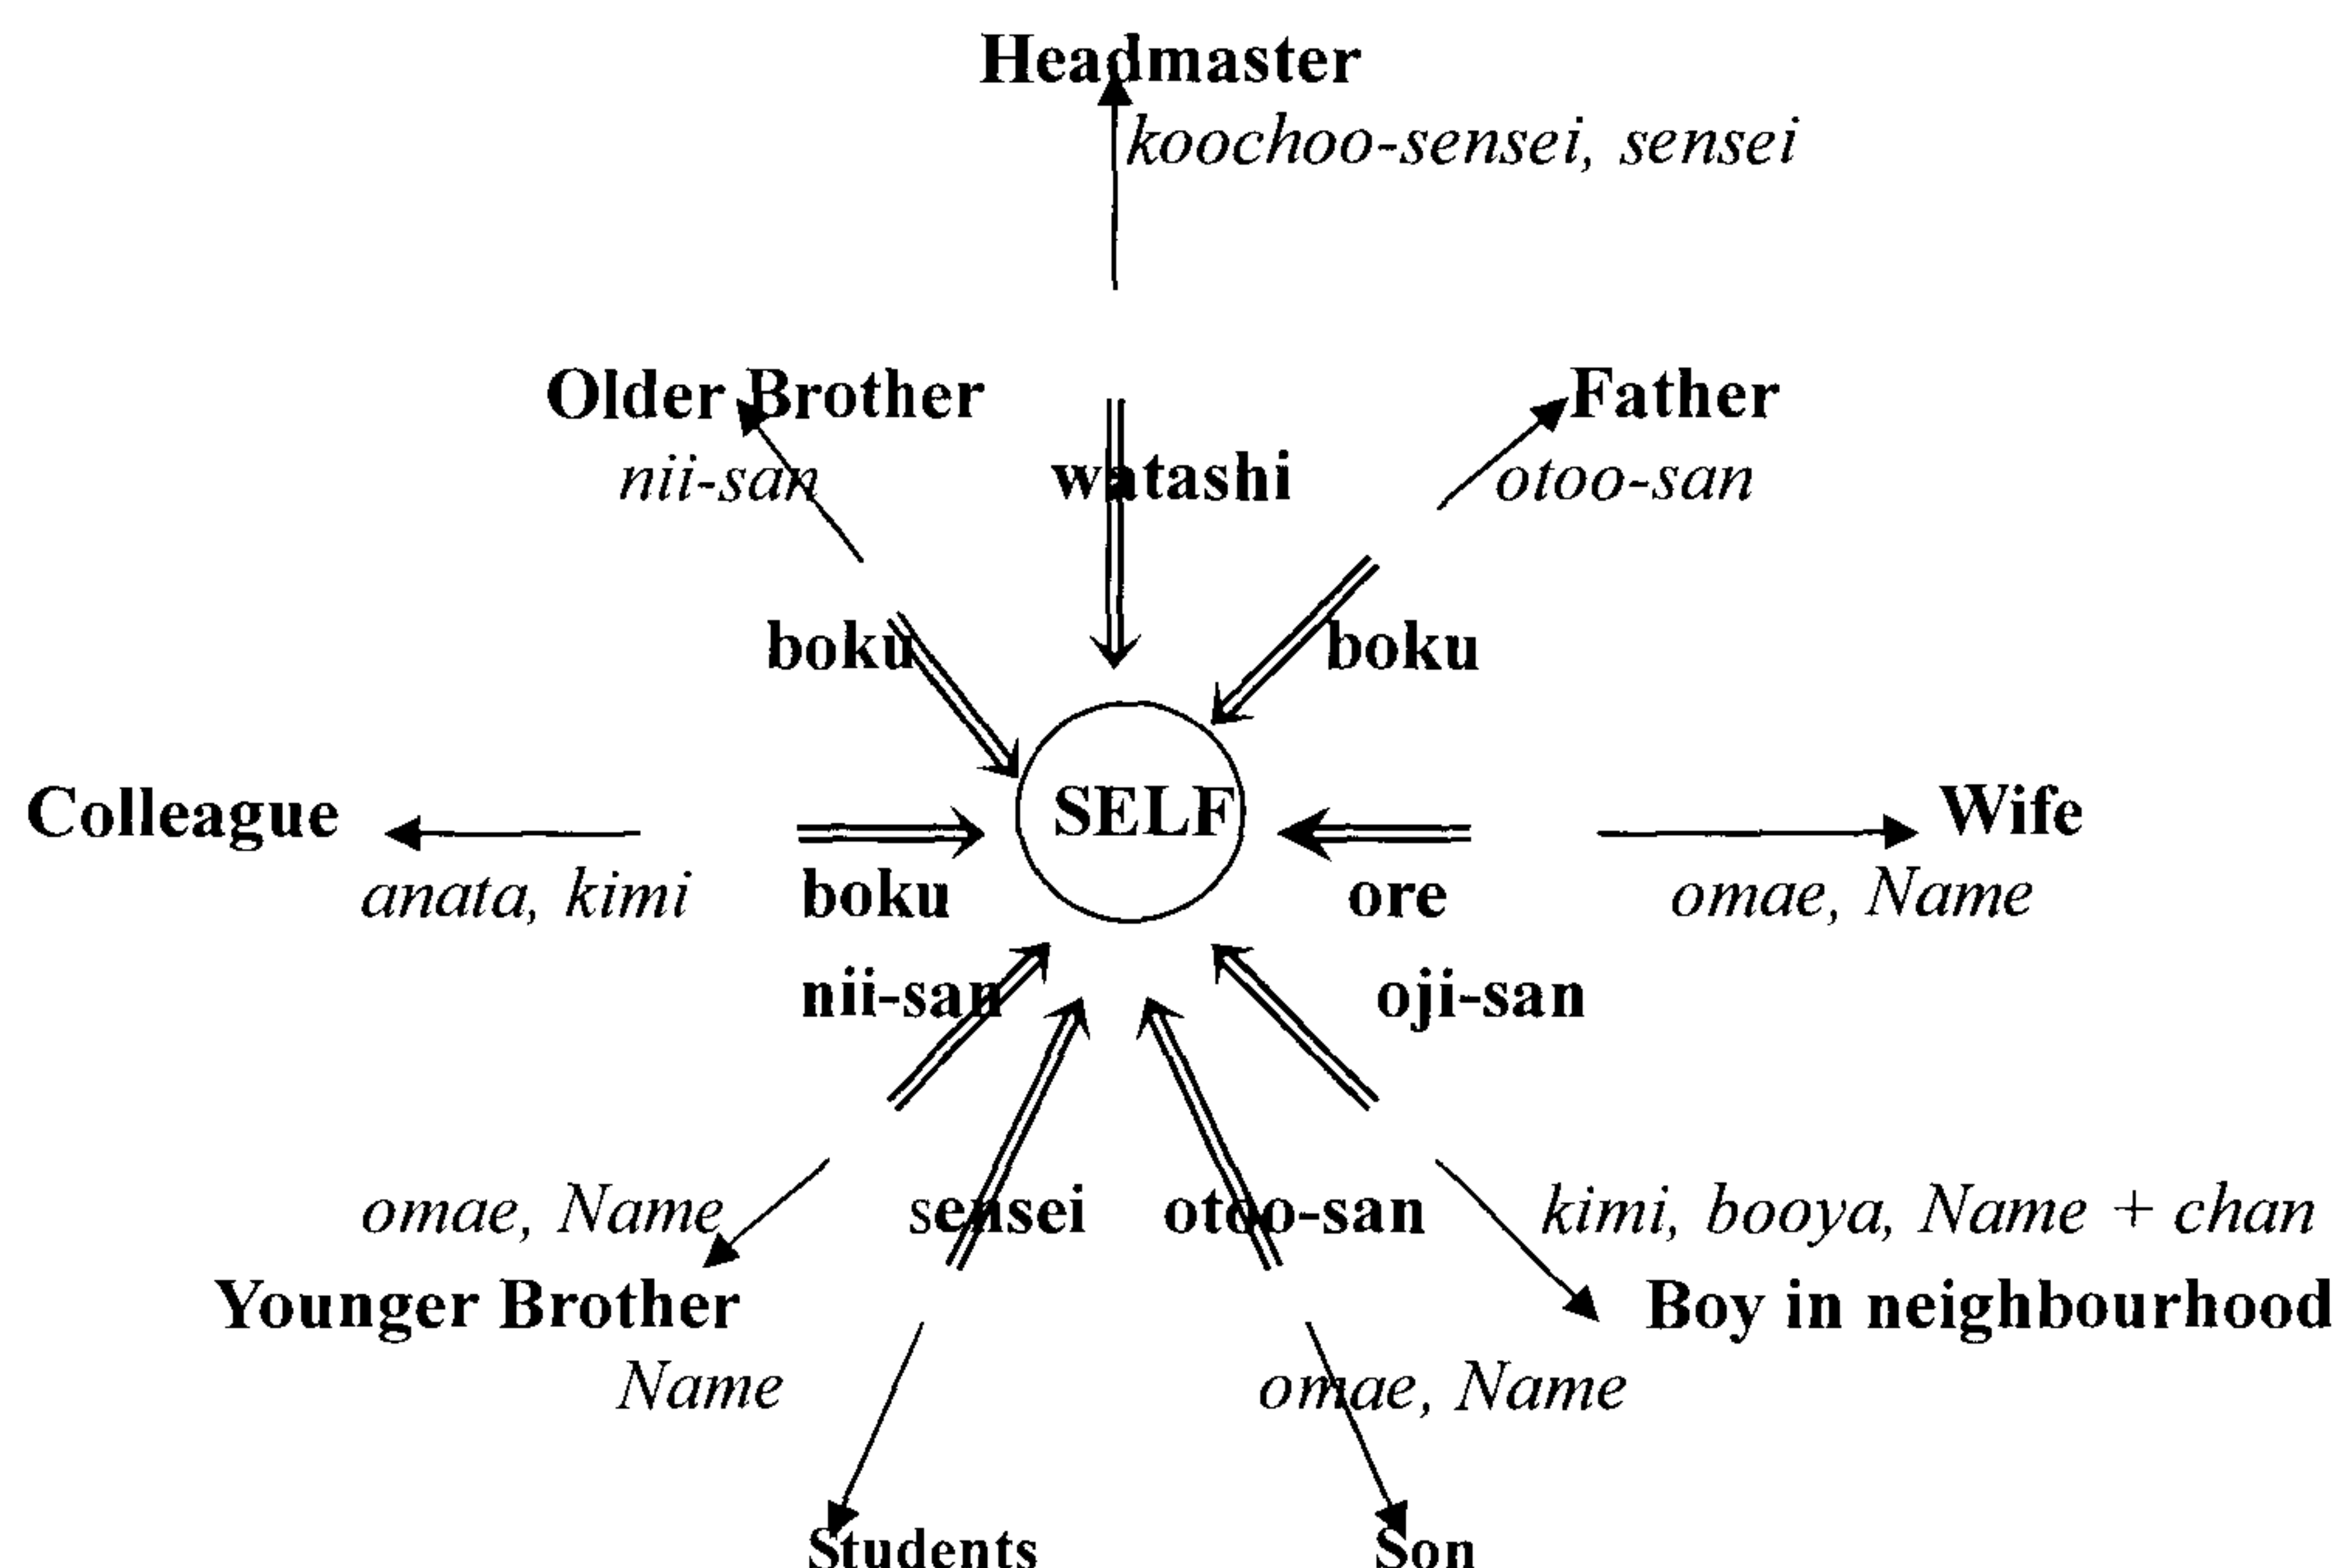 Headmaster
koochoo-sensei, sensei
Older Brother
Father
nii-san
watashi
otoo-san
boku
boku
Colleague
SELF
Wife
anata, kimi
boku
ore
omae, Name
nii-san
oji-san
omae, Name
sensei
otoo-san
kimi, booya, Name + chan
Younger Brother
Boy in neighbourhood
Name
omae, Name
Students
Son